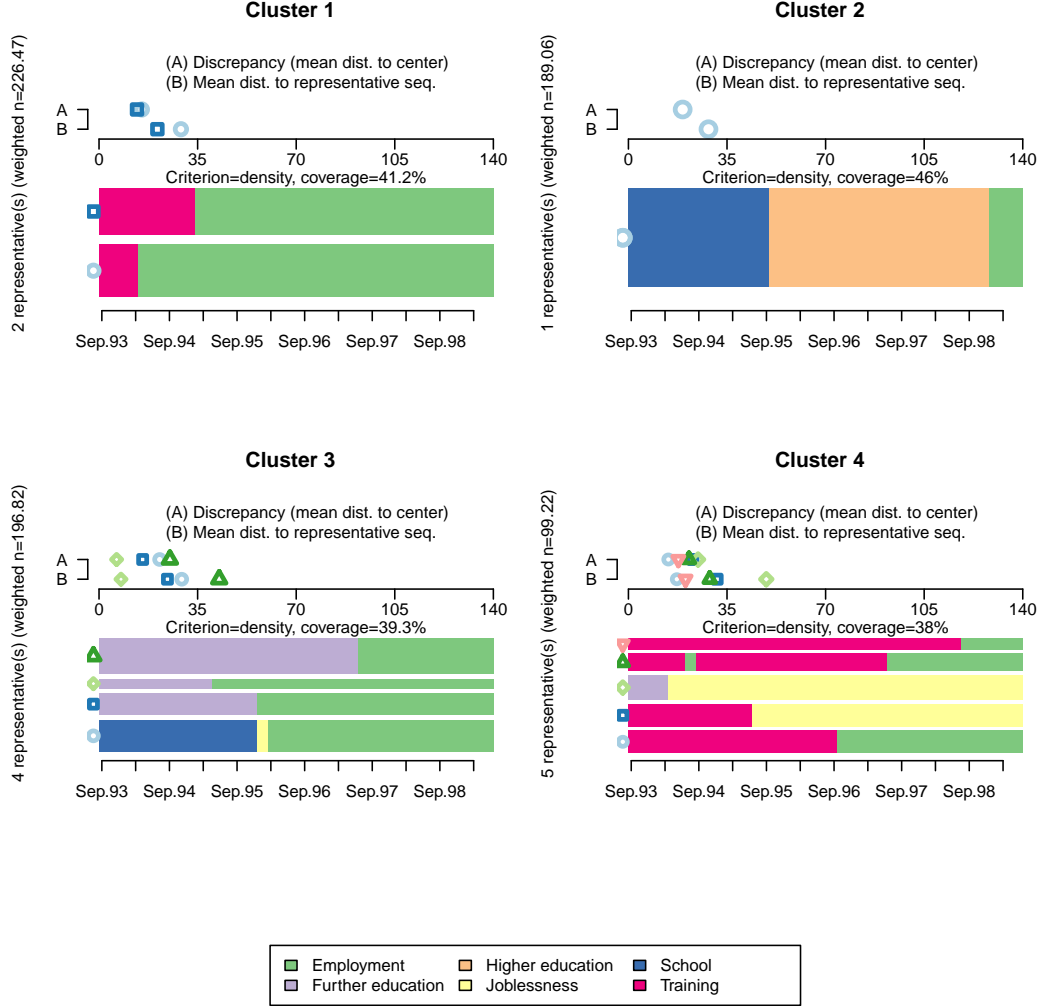 Cluster 1
2 representative(s) (weighted n=226.47)
(A) Discrepancy (mean dist. to center)
(B) Mean dist. to representative seq.
A
B
0 35 70 105 140
Criterion=density, coverage=41.2%
Sep.93 Sep.94 Sep.95 Sep.96 Sep.97 Sep.98
Cluster 2
1 representative(s) (weighted n=189.06)
(A) Discrepancy (mean dist. to center)
(B) Mean dist. to representative seq.
A
B
0 35 70 105 140
Criterion=density, coverage=46%
Sep.93 Sep.94 Sep.95 Sep.96 Sep.97 Sep.98
Cluster 3
4 representative(s) (weighted n=196.82)
(A) Discrepancy (mean dist. to center)
(B) Mean dist. to representative seq.
A
B
0 35 70 105 140
Criterion=density, coverage=39.3%
Sep.93 Sep.94 Sep.95 Sep.96 Sep.97 Sep.98
Cluster 4
5 representative(s) (weighted n=99.22)
(A) Discrepancy (mean dist. to center)
(B) Mean dist. to representative seq.
A
B
0 35 70 105 140
Criterion=density, coverage=38%
Sep.93 Sep.94 Sep.95 Sep.96 Sep.97 Sep.98
Employment Higher education School
Further education Joblessness Training